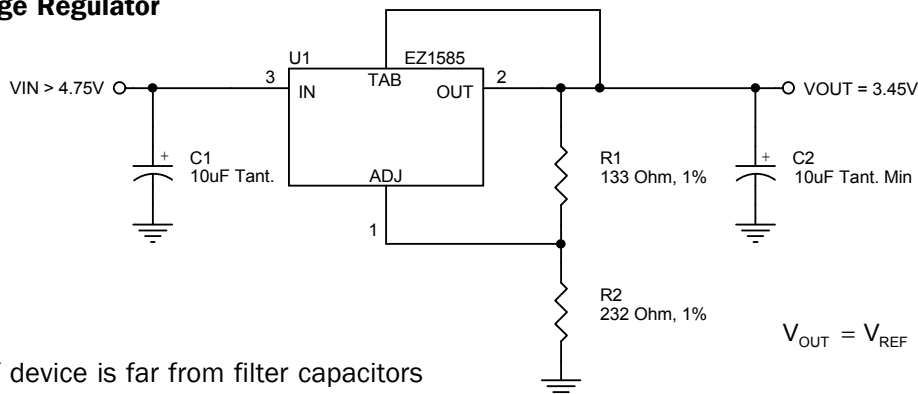 ge Regulator
U1
EZ1585
VIN > 4.75V
3
IN
TAB
OUT
2
VOUT = 3.45V
+
C1
10uF Tant.
ADJ
1
R1
133 Ohm, 1%
+
C2
10uF Tant. Min
R2
232 Ohm, 1%
VOUT = VREF
device is far from filter capacitors